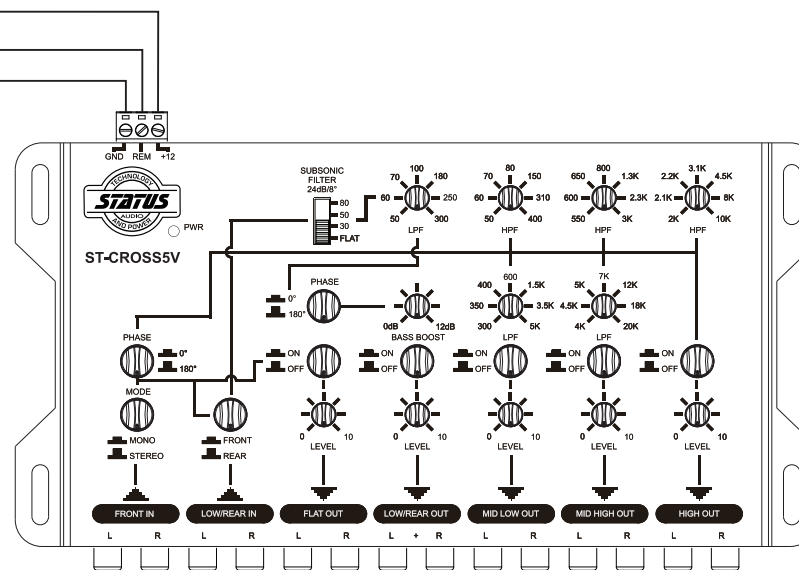 GND REM +12
TECHNOLOGY
STATUS
AUDIO
AND POWER
PWR
ST-CROSS5V
SUBSONIC
FILTER
24dB/8°
80
50
30
FLAT
50 60 70 100 180 250 300
LPF
50 60 70 80 150 310 400
HPF
550 600 650 800 1.3K 2.3K 3K
HPF
2K 2.1K 2.2K 3.1K 4.5K 8K 10K
HPF
PHASE
0°
180°
0dB 12dB
BASS BOOST
300 350 400 600 1.5K 3.5K 5K
LPF
4K 4.5K 5K 7K 12K 18K 20K
LPF
PHASE
0°
180°
ON
OFF
ON
OFF
ON
OFF
ON
OFF
ON
OFF
MODE
MONO
STEREO
FRONT
REAR
0 10
LEVEL
0 10
LEVEL
0 10
LEVEL
0 10
LEVEL
0 10
LEVEL
FRONT IN LOW/REAR IN FLAT OUT LOW/REAR OUT MID LOW OUT MID HIGH OUT HIGH OUT
L R L R L R L + R L R L R L R